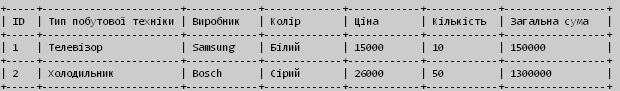 +----+-----------------------+-----------+-----------+-----------+-----------+----------------+
| ID | Тип побутової техніки | Виробник | Колір | Ціна | Кількість | Загальна сума |
+----+-----------------------+-----------+-----------+-----------+-----------+----------------+
| 1 | Телевізор | Samsung | Білий | 15000 | 10 | 150000 |
+----+-----------------------+-----------+-----------+-----------+-----------+----------------+
| 2 | Холодильник | Bosch | Сірий | 26000 | 50 | 1300000 |
+----+-----------------------+-----------+-----------+-----------+-----------+----------------+